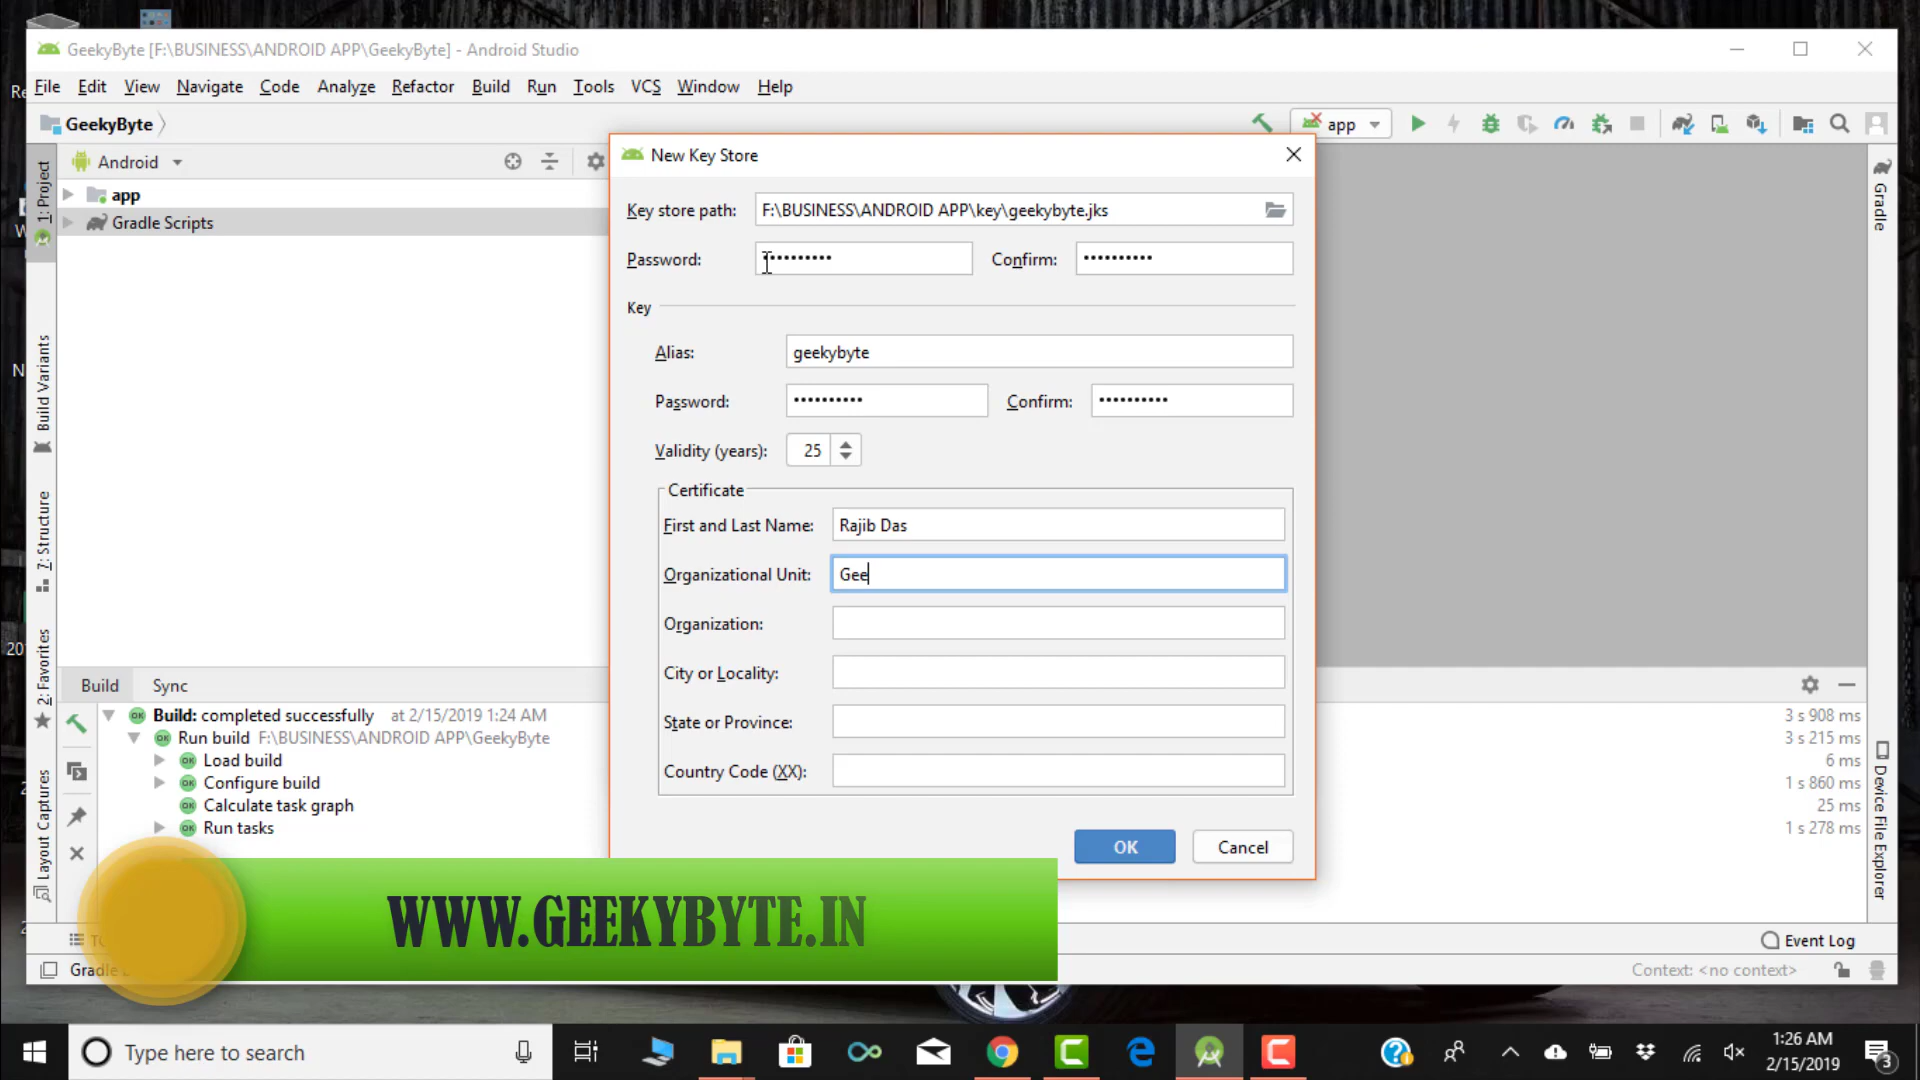 GeekyByte [F:\BUSINESS\ANDROID APP\GeekyByte] - Android Studio
File Edit View Navigate Code Analyze Refactor Build Run Tools VCS Window Help
GeekyByte
app
Android
app
Gradle Scripts
1: Project
Build Variants
7: Structure
2: Favorites
Layout Captures
Gradle
Device File Explorer
New Key Store
Key store path: F:\BUSINESS\ANDROID APP\key\geekybyte.jks
Password: •••••••••• Confirm: ••••••••••
Key
Alias: geekybyte
Password: •••••••••• Confirm: ••••••••••
Validity (years): 25
Certificate
First and Last Name: Rajib Das
Organizational Unit: Gee
Organization:
City or Locality:
State or Province:
Country Code (XX):
OK Cancel
Build Sync
Build: completed successfully at 2/15/2019 1:24 AM 3 s 908 ms
Run build F:\BUSINESS\ANDROID APP\GeekyByte 3 s 215 ms
Load build 6 ms
Configure build 1 s 860 ms
Calculate task graph 25 ms
Run tasks 1 s 278 ms
WWW.GEEKYBYTE.IN
Event Log
Gradle
Context: <no context>
Type here to search
1:26 AM
2/15/2019
3